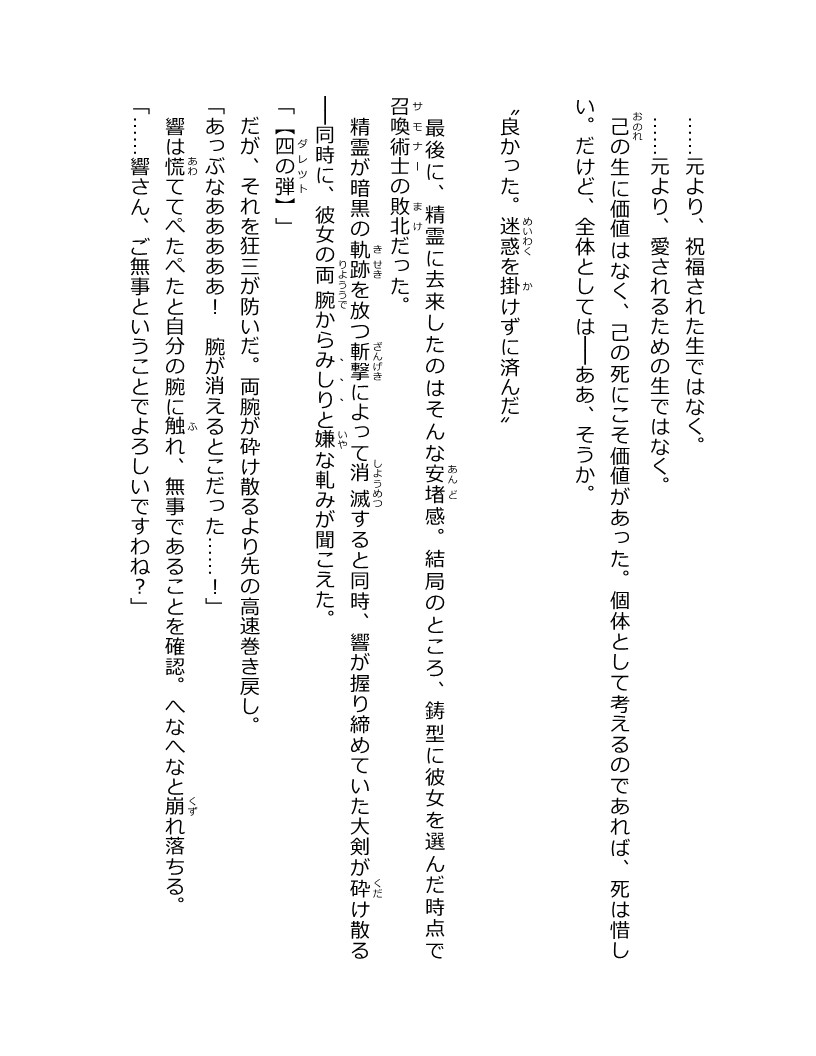 ……元より、祝福された生ではなく。
……元より、愛されるための生ではなく。
己の生に価値はなく、己の死にこそ価値があった。個体として考えるのであれば、死は惜し
い。だけど、全体としては――ああ、そうか。
〝良かった。迷惑を掛けずに済んだ〟
最後に、精霊に去来したのはそんな安堵感。結局のところ、鋳型に彼女を選んだ時点で
召喚術士の敗北だった。
精霊が暗黒の軌跡を放つ斬撃によって消滅すると同時、響が握り締めていた大剣が砕け散る
――同時に、彼女の両腕からみしりと嫌な軋みが聞こえた。
「【四の弾】」
だが、それを狂三が防いだ。両腕が砕け散るより先の高速巻き戻し。
「あっぶなあああああ！　腕が消えるとこだった……！」
響は慌ててぺたぺたと自分の腕に触れ、無事であることを確認。へなへなと崩れ落ちる。
「……響さん、ご無事ということでよろしいですわね？」